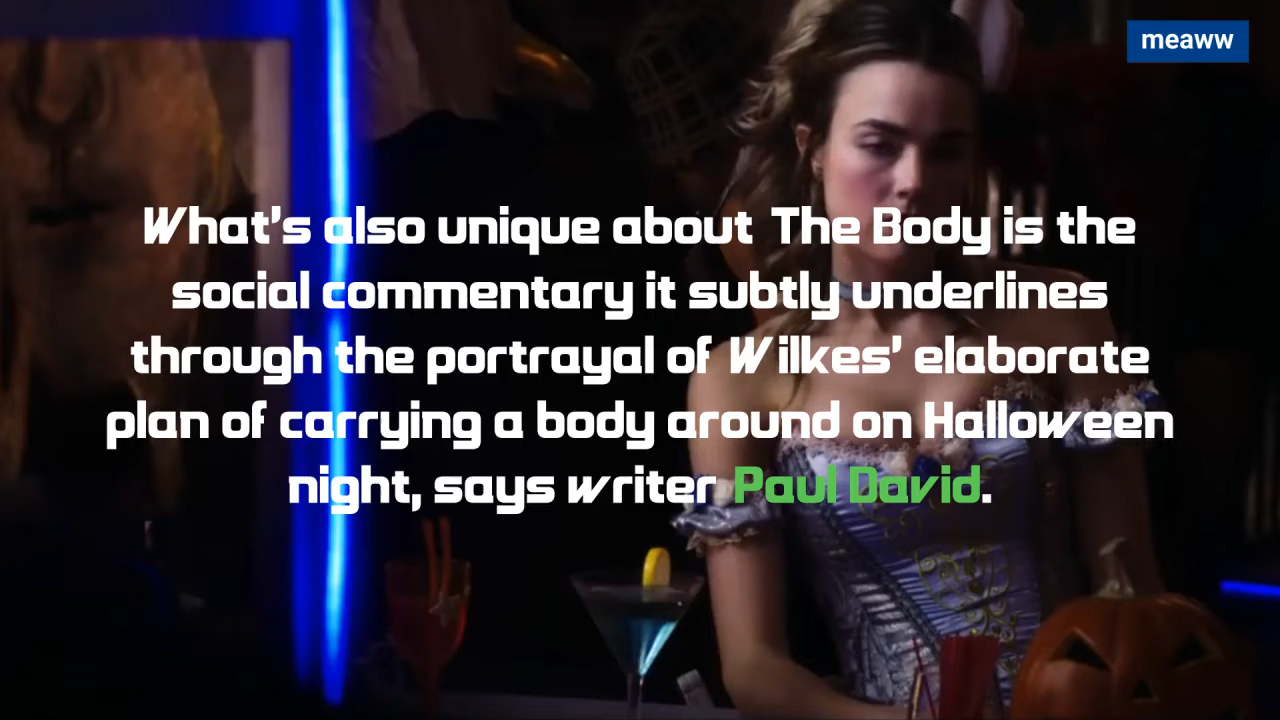 meaww
What's also unique about The Body is the
social commentary it subtly underlines
through the portrayal of Wilkes' elaborate
plan of carrying a body around on Halloween
night, says writer Paul David.